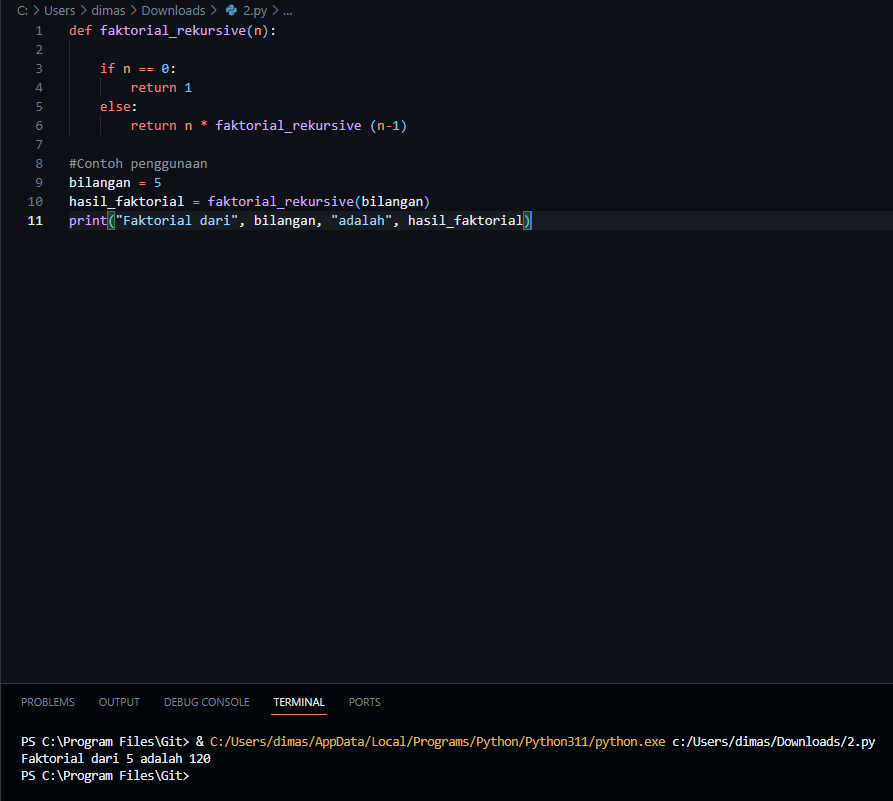 C: > Users > dimas > Downloads > 2.py > ...
1 def faktorial_rekursive(n):
2
3     if n == 0:
4         return 1
5     else:
6         return n * faktorial_rekursive (n-1)
7
8 #Contoh penggunaan
9 bilangan = 5
10 hasil_faktorial = faktorial_rekursive(bilangan)
11 print("Faktorial dari", bilangan, "adalah", hasil_faktorial)
PROBLEMS OUTPUT DEBUG CONSOLE TERMINAL PORTS
PS C:\Program Files\Git> & C:/Users/dimas/AppData/Local/Programs/Python/Python311/python.exe c:/Users/dimas/Downloads/2.py
Faktorial dari 5 adalah 120
PS C:\Program Files\Git>